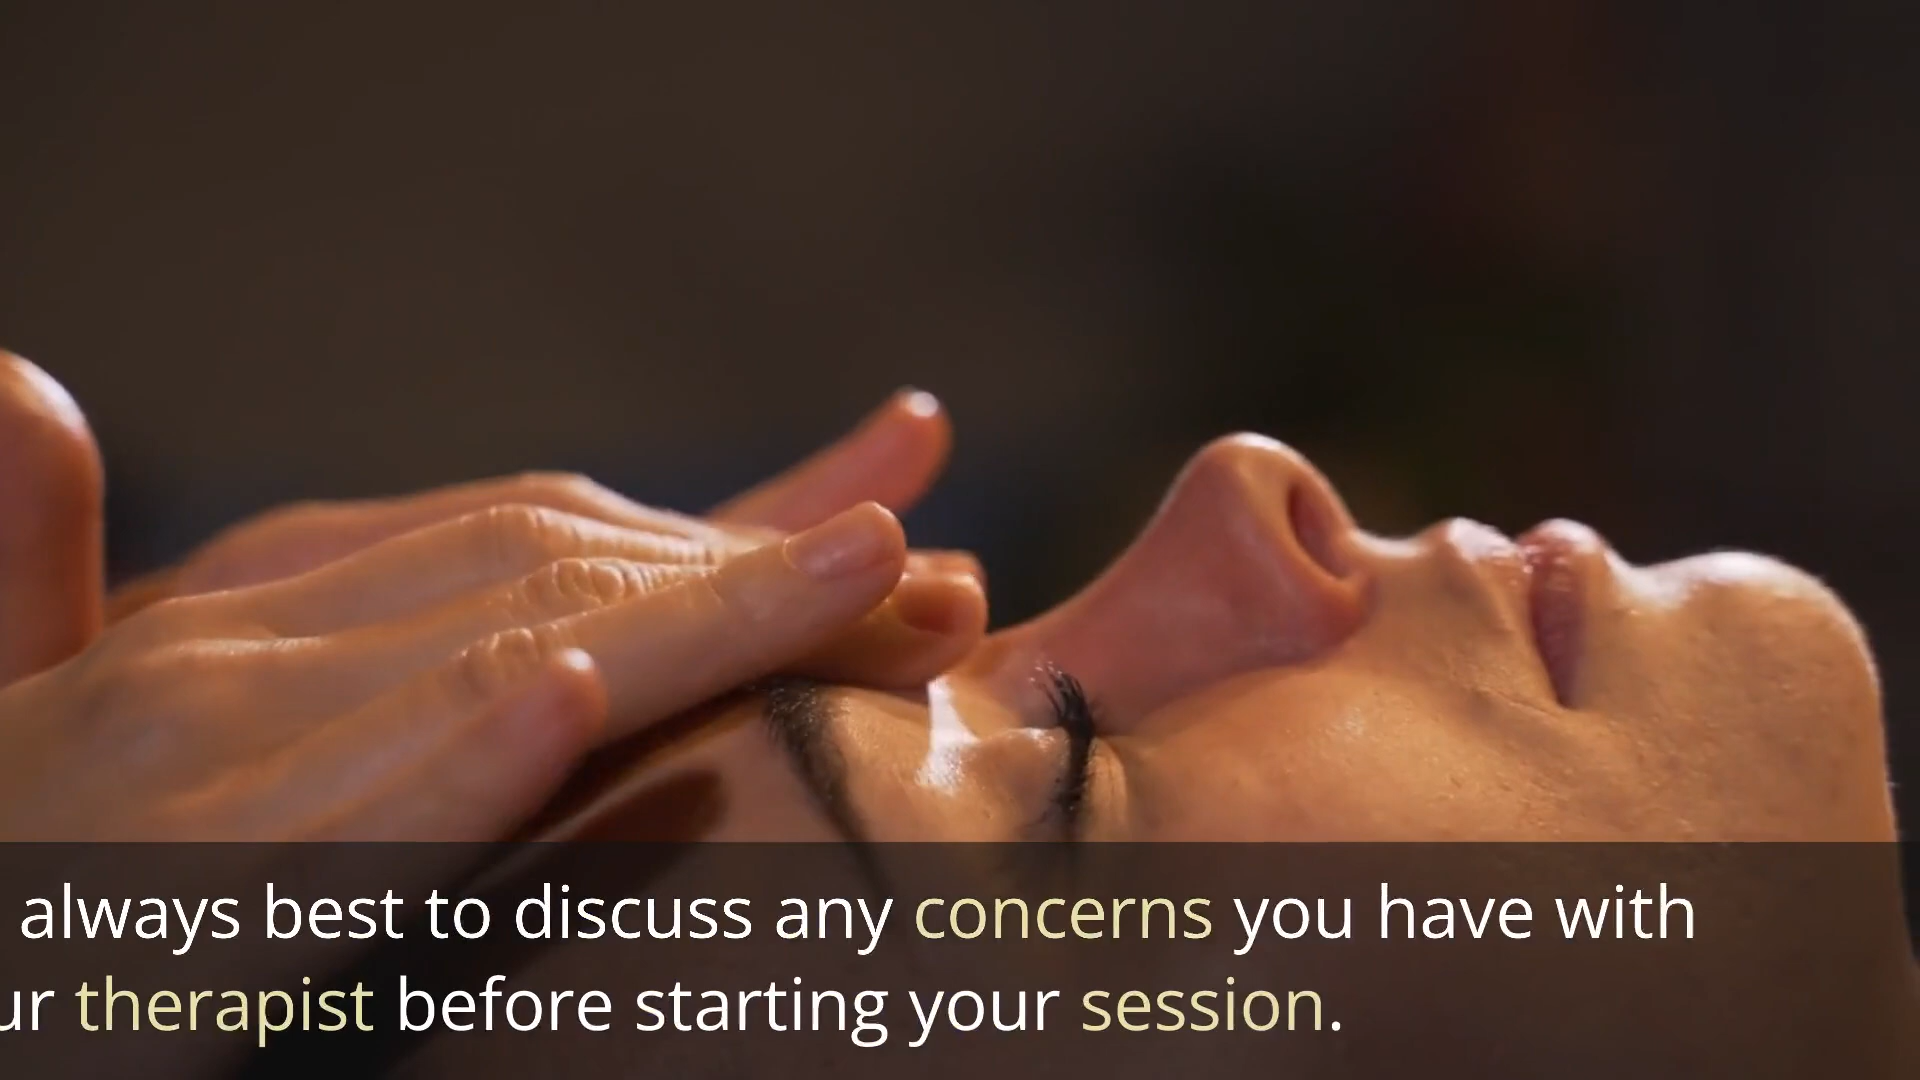 always best to discuss any concerns you have with
ur therapist before starting your session.